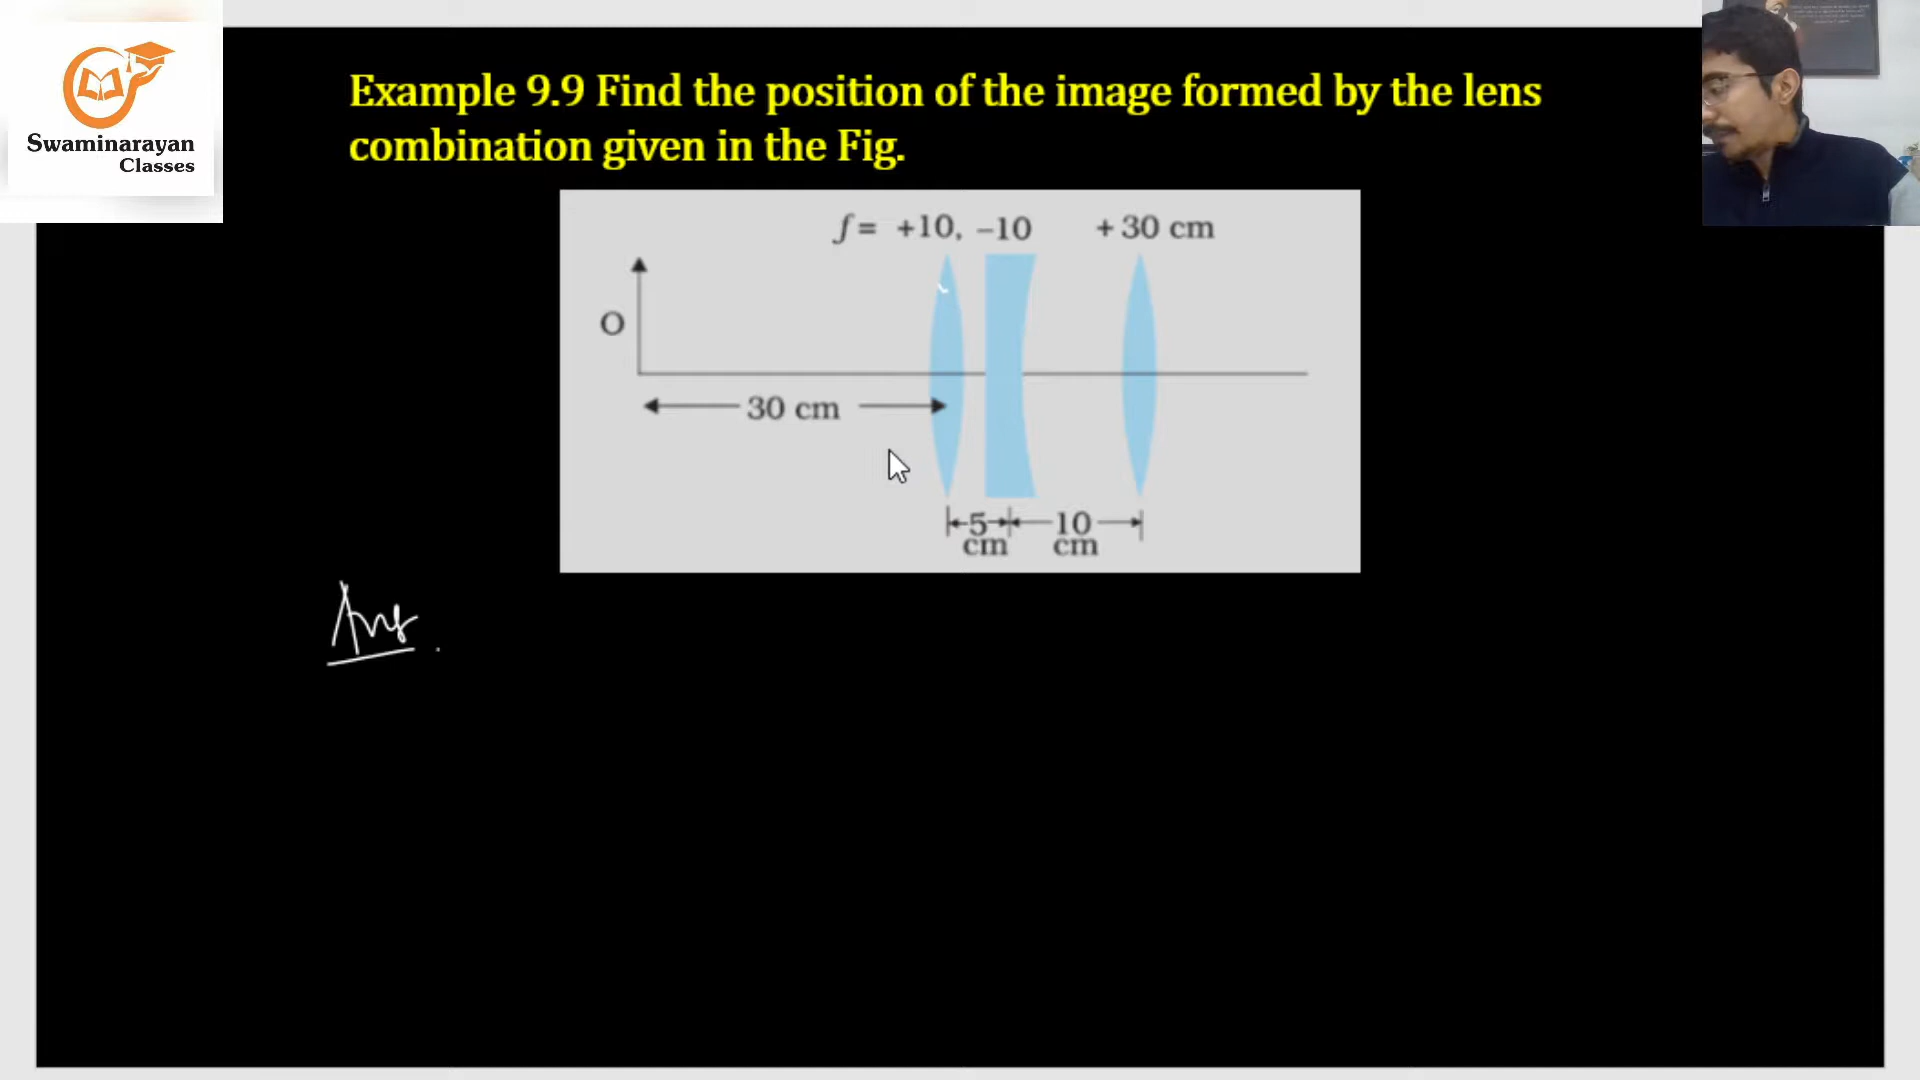 Swaminarayan
Classes
Example 9.9 Find the position of the image formed by the lens
combination given in the Fig.
f = +10, –10 + 30 cm
O
30 cm
5 10
cm cm
Ans.